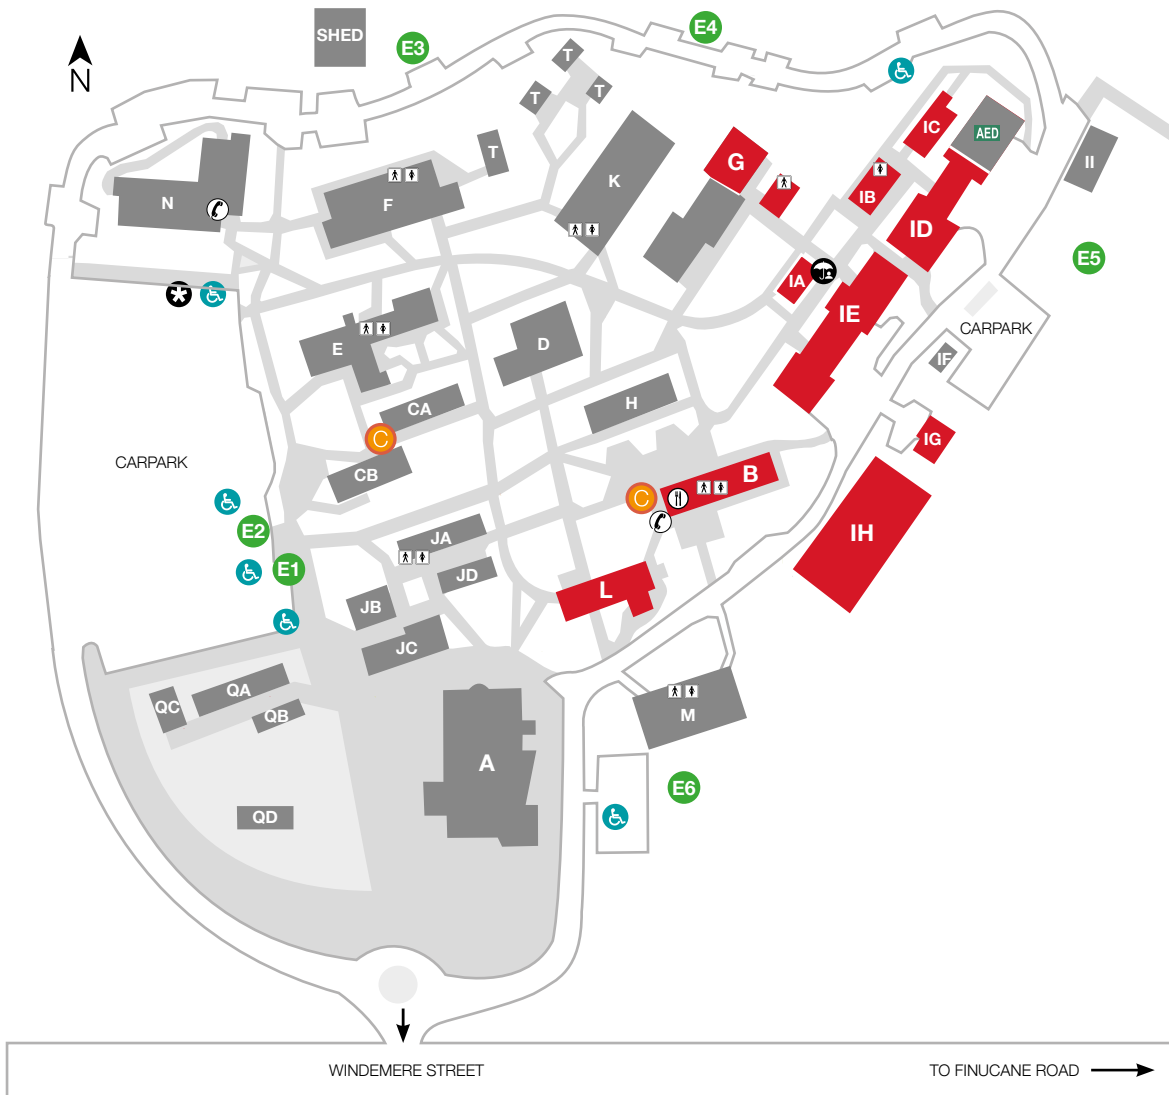 SHED
E3
E4
N
T
T
T
T
IC
AED
II
G
K
N
F
IB
ID
E5
IA
IE
CARPARK
IF
E
D
CA
H
C
IG
CARPARK
CB
B
C
E2
IH
JA
E1
JD
L
JB
JC
QA
QC
QB
M
A
E6
QD
WINDEMERE STREET
TO FINUCANE ROAD